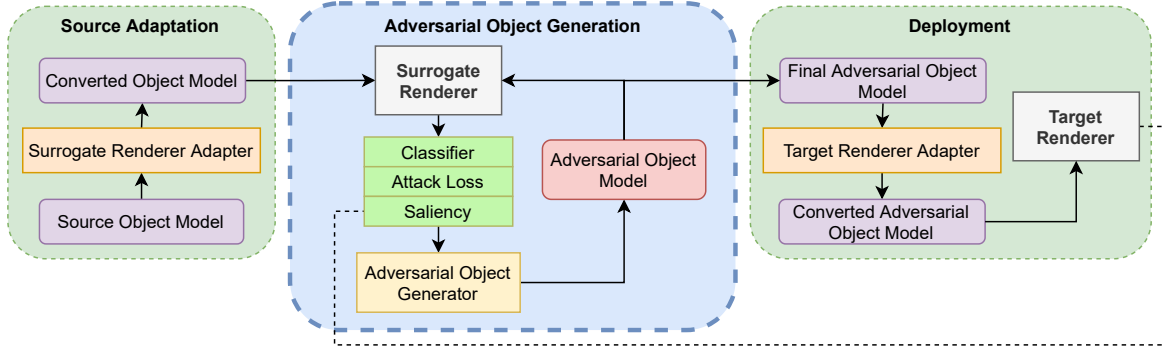 Source Adaptation
Converted Object Model
Surrogate Renderer Adapter
Source Object Model
Adversarial Object Generation
Surrogate
Renderer
Classifier
Attack Loss
Saliency
Adversarial Object
Generator
Adversarial Object
Model
Deployment
Final Adversarial Object
Model
Target Renderer Adapter
Converted Adversarial
Object Model
Target
Renderer